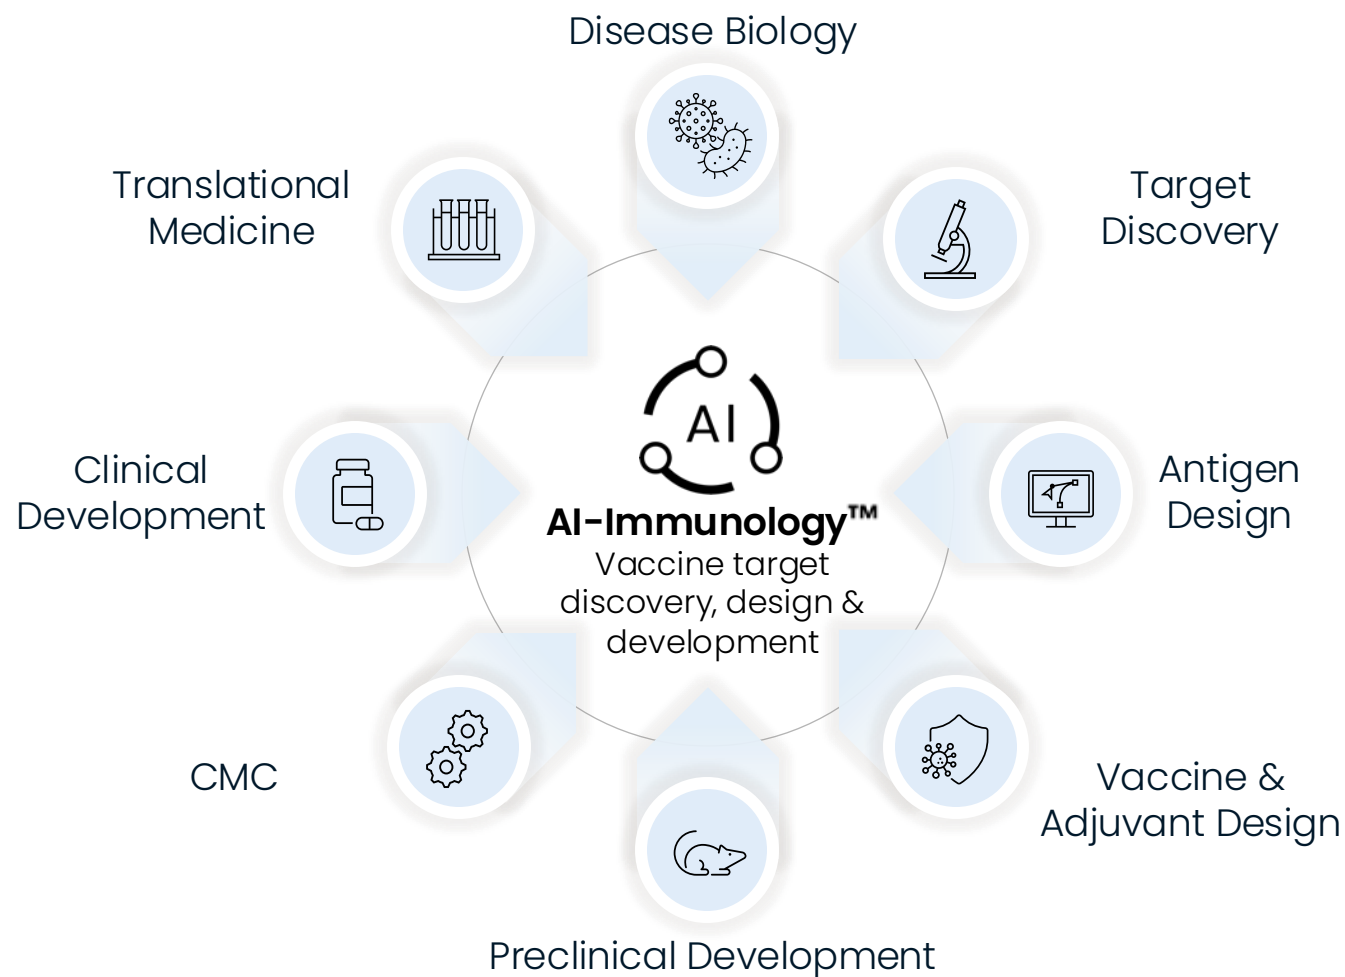 Disease Biology
Target
Discovery
Antigen
Design
Vaccine &
Adjuvant Design
Preclinical Development
CMC
Clinical
Development
Translational
Medicine
AI
AI-Immunology™
Vaccine target
discovery, design &
development